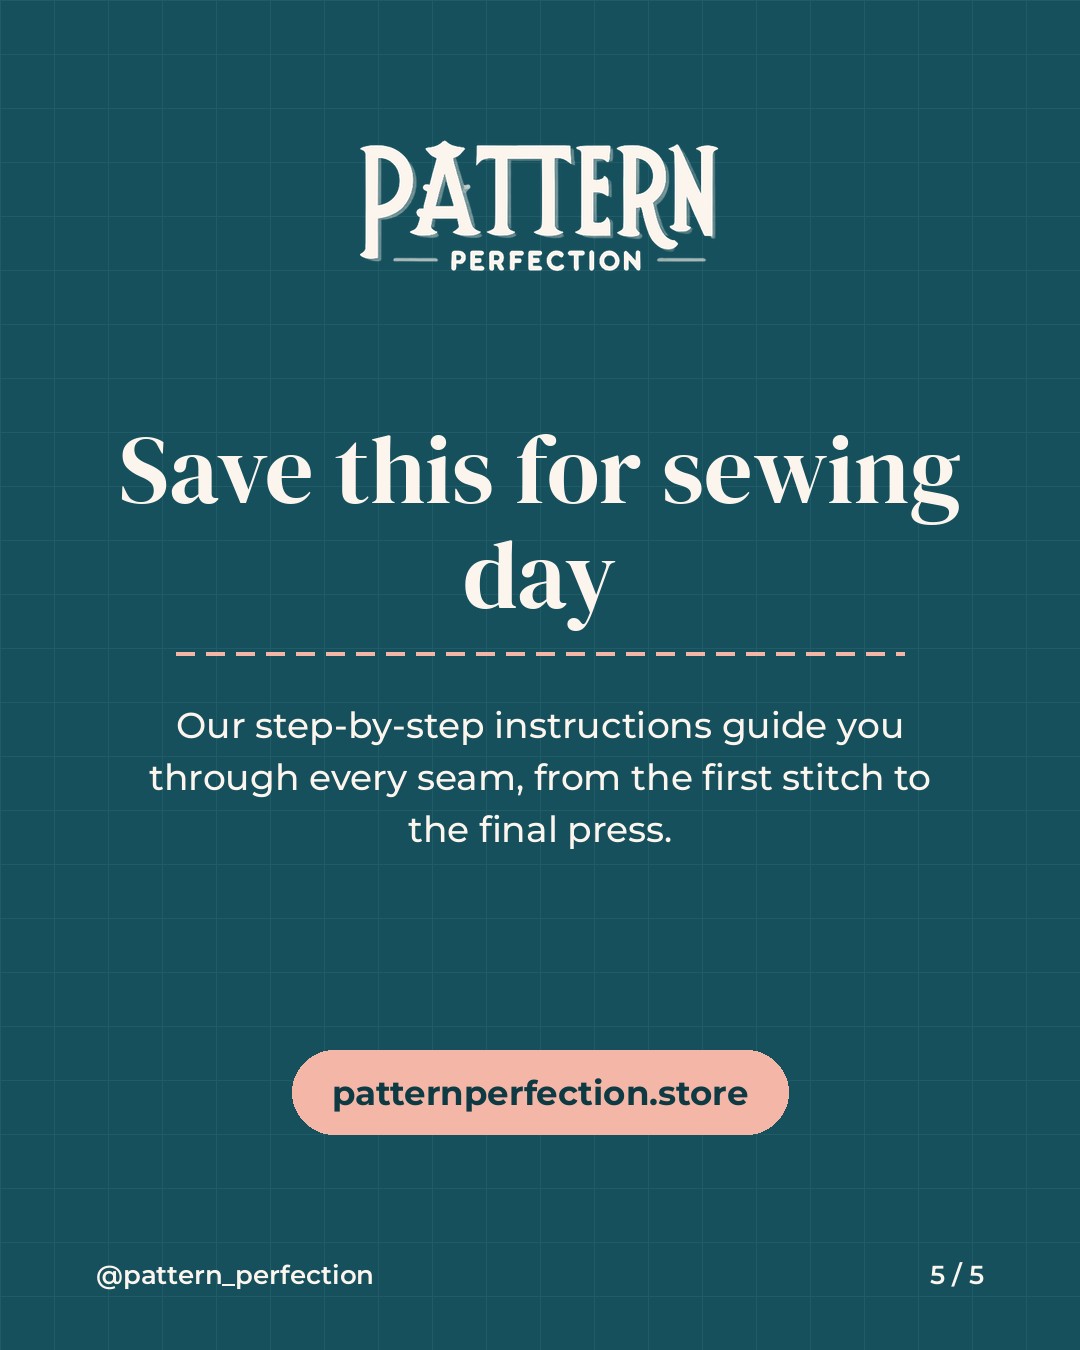 PATTERN
PERFECTION
Save this for sewing
day
Our step-by-step instructions guide you
through every seam, from the first stitch to
the final press.
patternperfection.store
@pattern_perfection
5 / 5